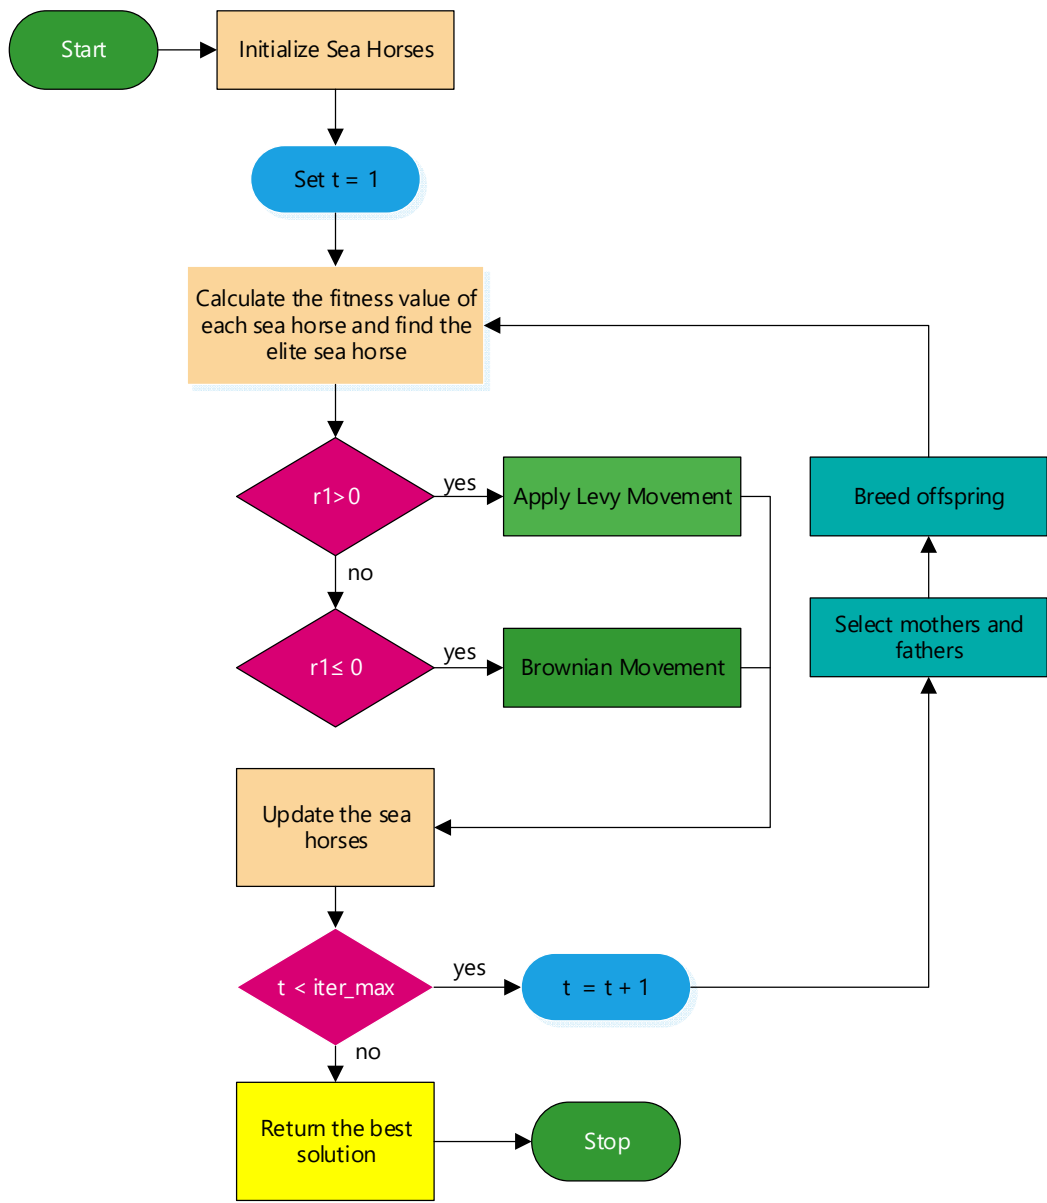 Start
Initialize Sea Horses
Set t = 1
Calculate the fitness value of
each sea horse and find the
elite sea horse
r1>0
yes
Apply Levy Movement
Breed offspring
no
Select mothers and
fathers
r1≤ 0
yes
Brownian Movement
Update the sea
horses
t < iter_max
yes
t = t + 1
no
Return the best
solution
Stop